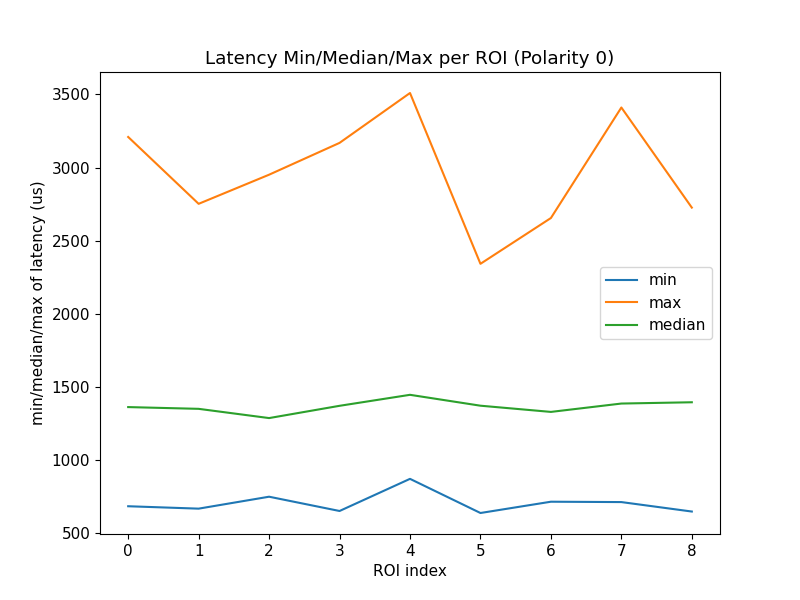 Latency Min/Median/Max per ROI (Polarity 0)
min/median/max of latency (us)
3500
3000
2500
2000
1500
1000
500
min
max
median
0 1 2 3 4 5 6 7 8
ROI index